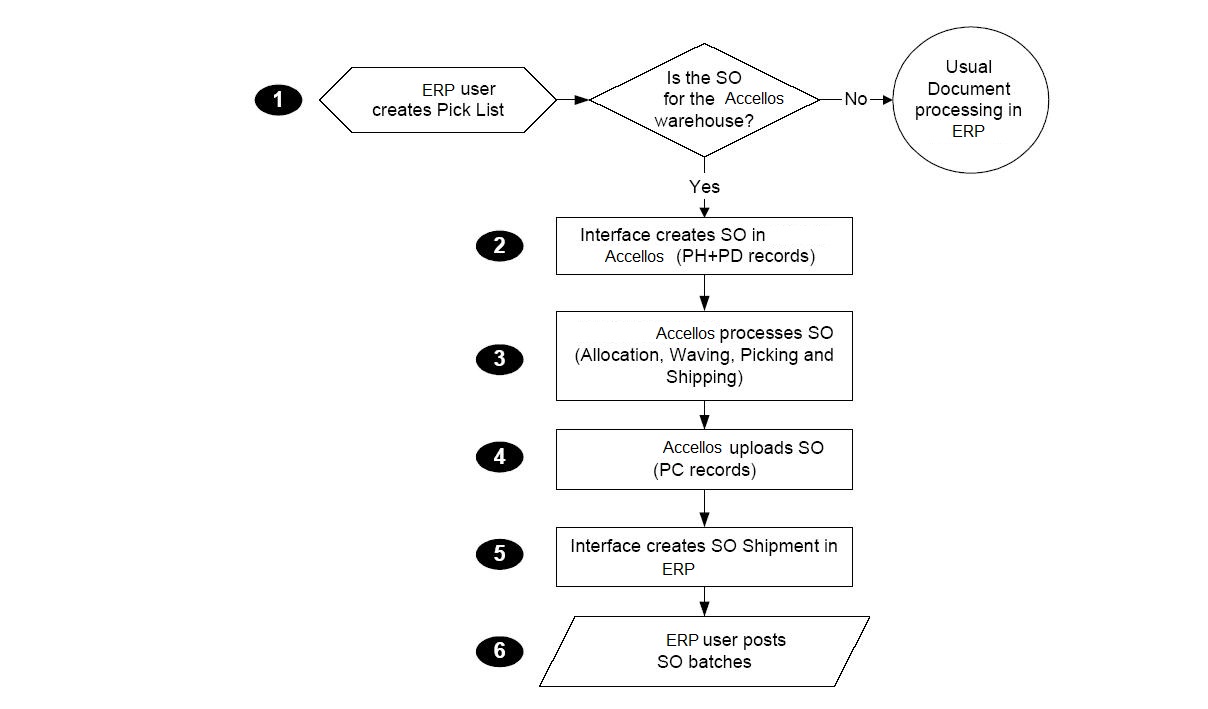 1
ERP user
creates Pick List
Is the SO
for the Accellos
warehouse?
No
Usual
Document
processing in
ERP
Yes
2
Interface creates SO in
Accellos (PH+PD records)
3
Accellos processes SO
(Allocation, Waving, Picking and
Shipping)
4
Accellos uploads SO
(PC records)
5
Interface creates SO Shipment in
ERP
6
ERP user posts
SO batches